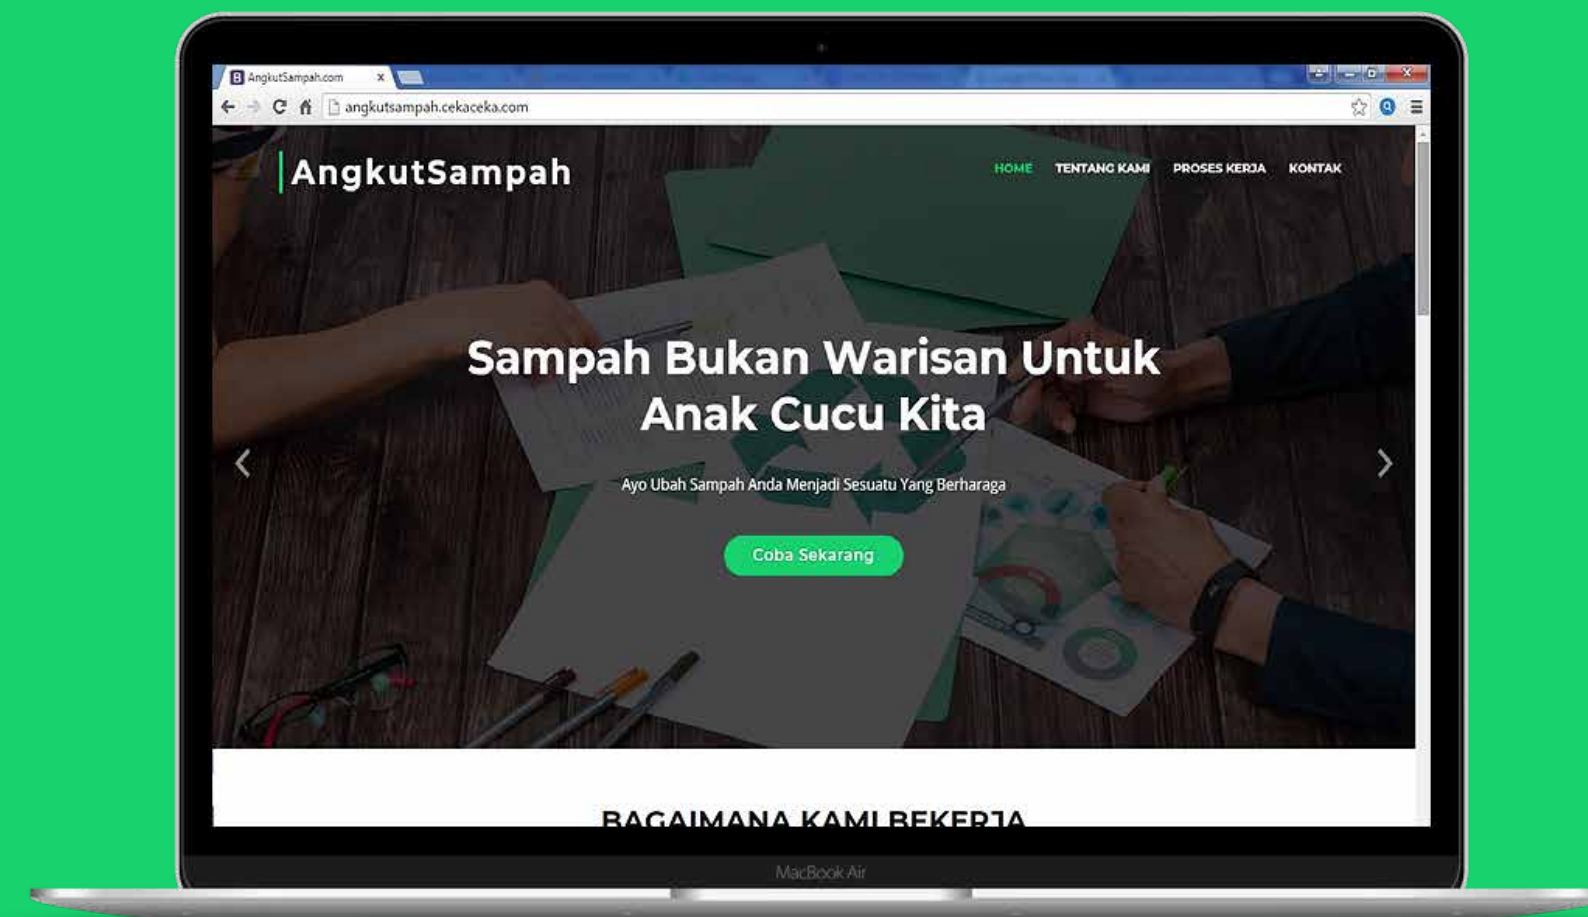 AngkutSampah.com
angkutsampah.cekaceka.com
AngkutSampah
HOME TENTANG KAMI PROSES KERJA KONTAK
Sampah Bukan Warisan Untuk
Anak Cucu Kita
Ayo Ubah Sampah Anda Menjadi Sesuatu Yang Berharaga
Coba Sekarang
BAGAIMANA KAMI BEKERJA
MacBook Air